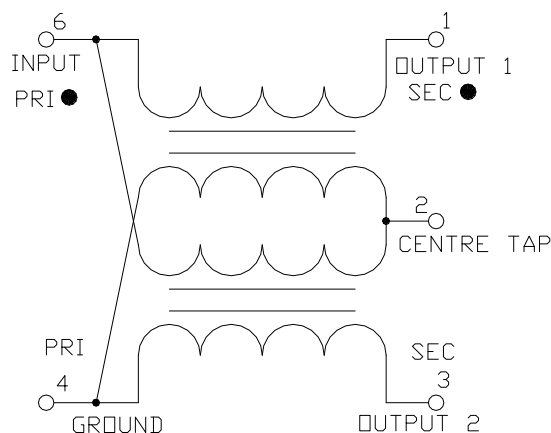 6
1
INPUT
OUTPUT 1
PRI
SEC
2
CENTRE TAP
PRI
SEC
4
3
GROUND
OUTPUT 2